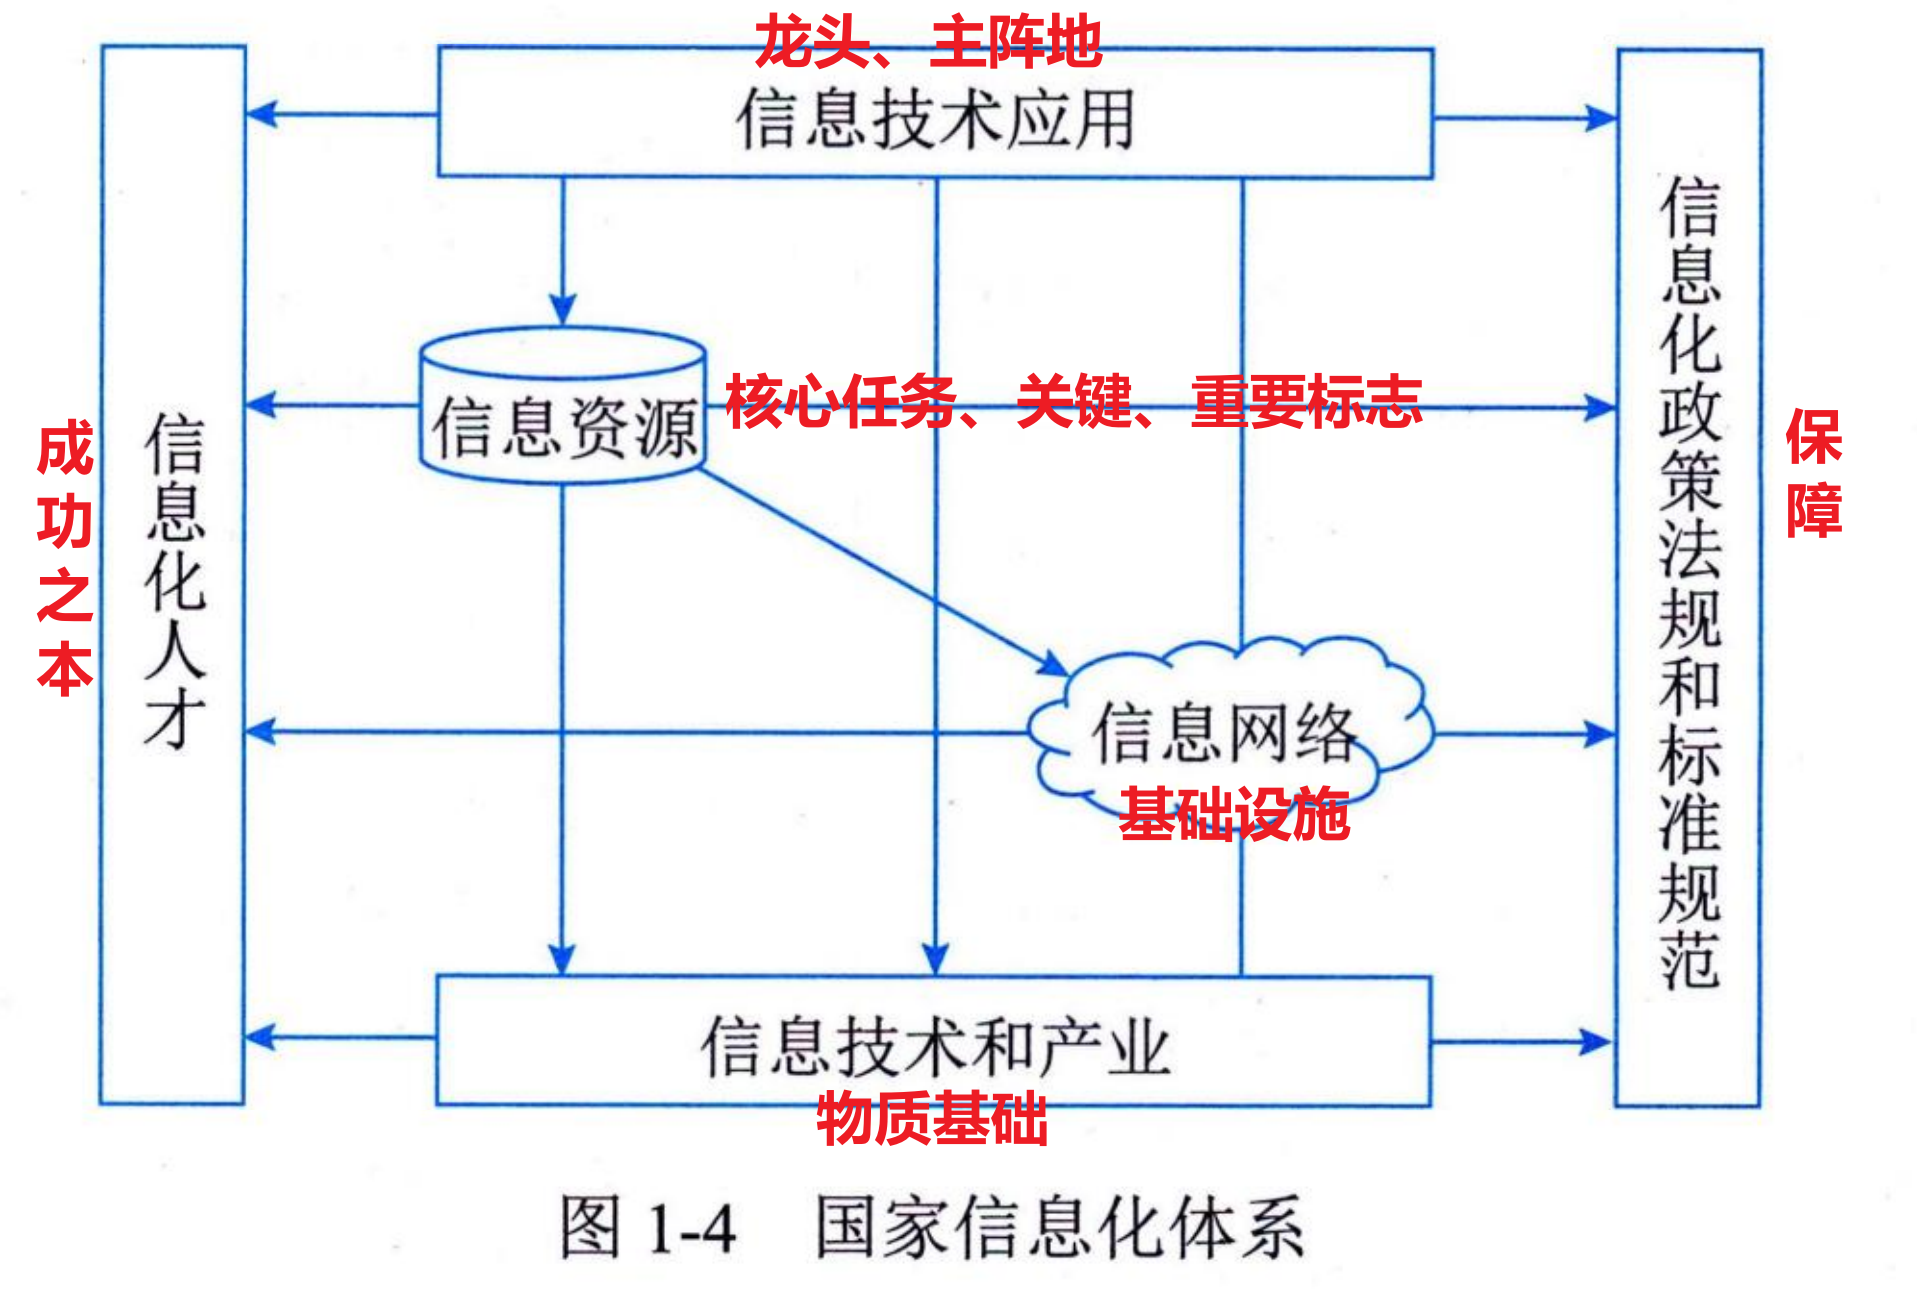 龙头、主阵地
信息技术应用
信息资源
核心任务、关键、重要标志
成功之本
信息化人才
信息化政策法规和标准规范
保障
信息网络
基础设施
信息技术和产业
物质基础
图 1-4 国家信息化体系